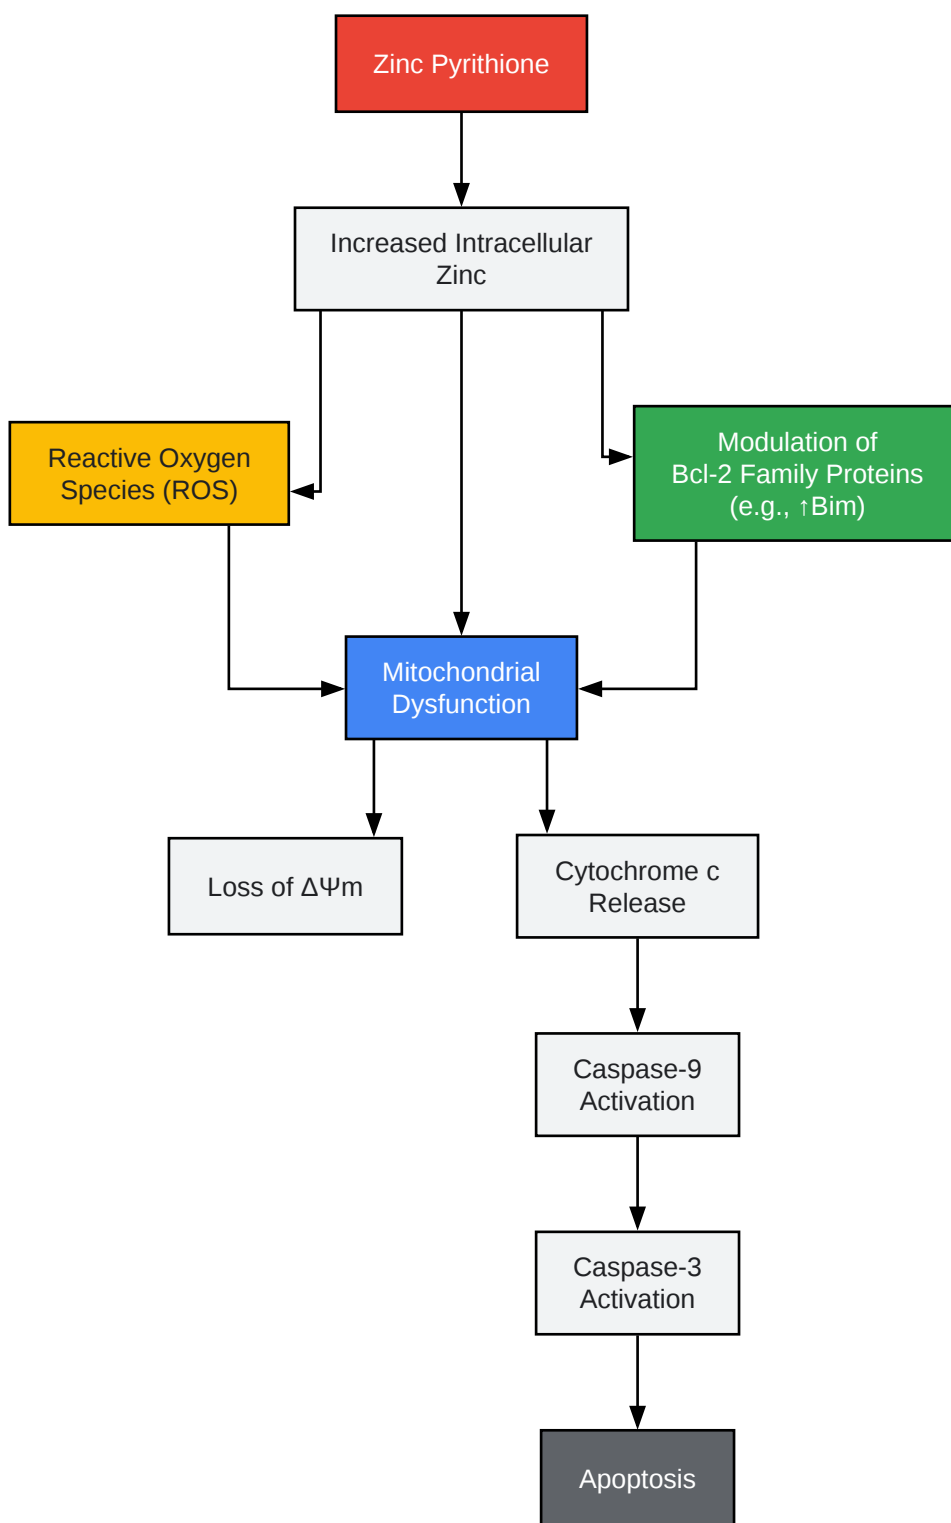 Zinc Pyrithione
Increased Intracellular
Zinc
Reactive Oxygen
Species (ROS)
Modulation of
Bcl-2 Family Proteins
(e.g., ↑Bim)
Mitochondrial
Dysfunction
Loss of ΔΨm
Cytochrome c
Release
Caspase-9
Activation
Caspase-3
Activation
Apoptosis